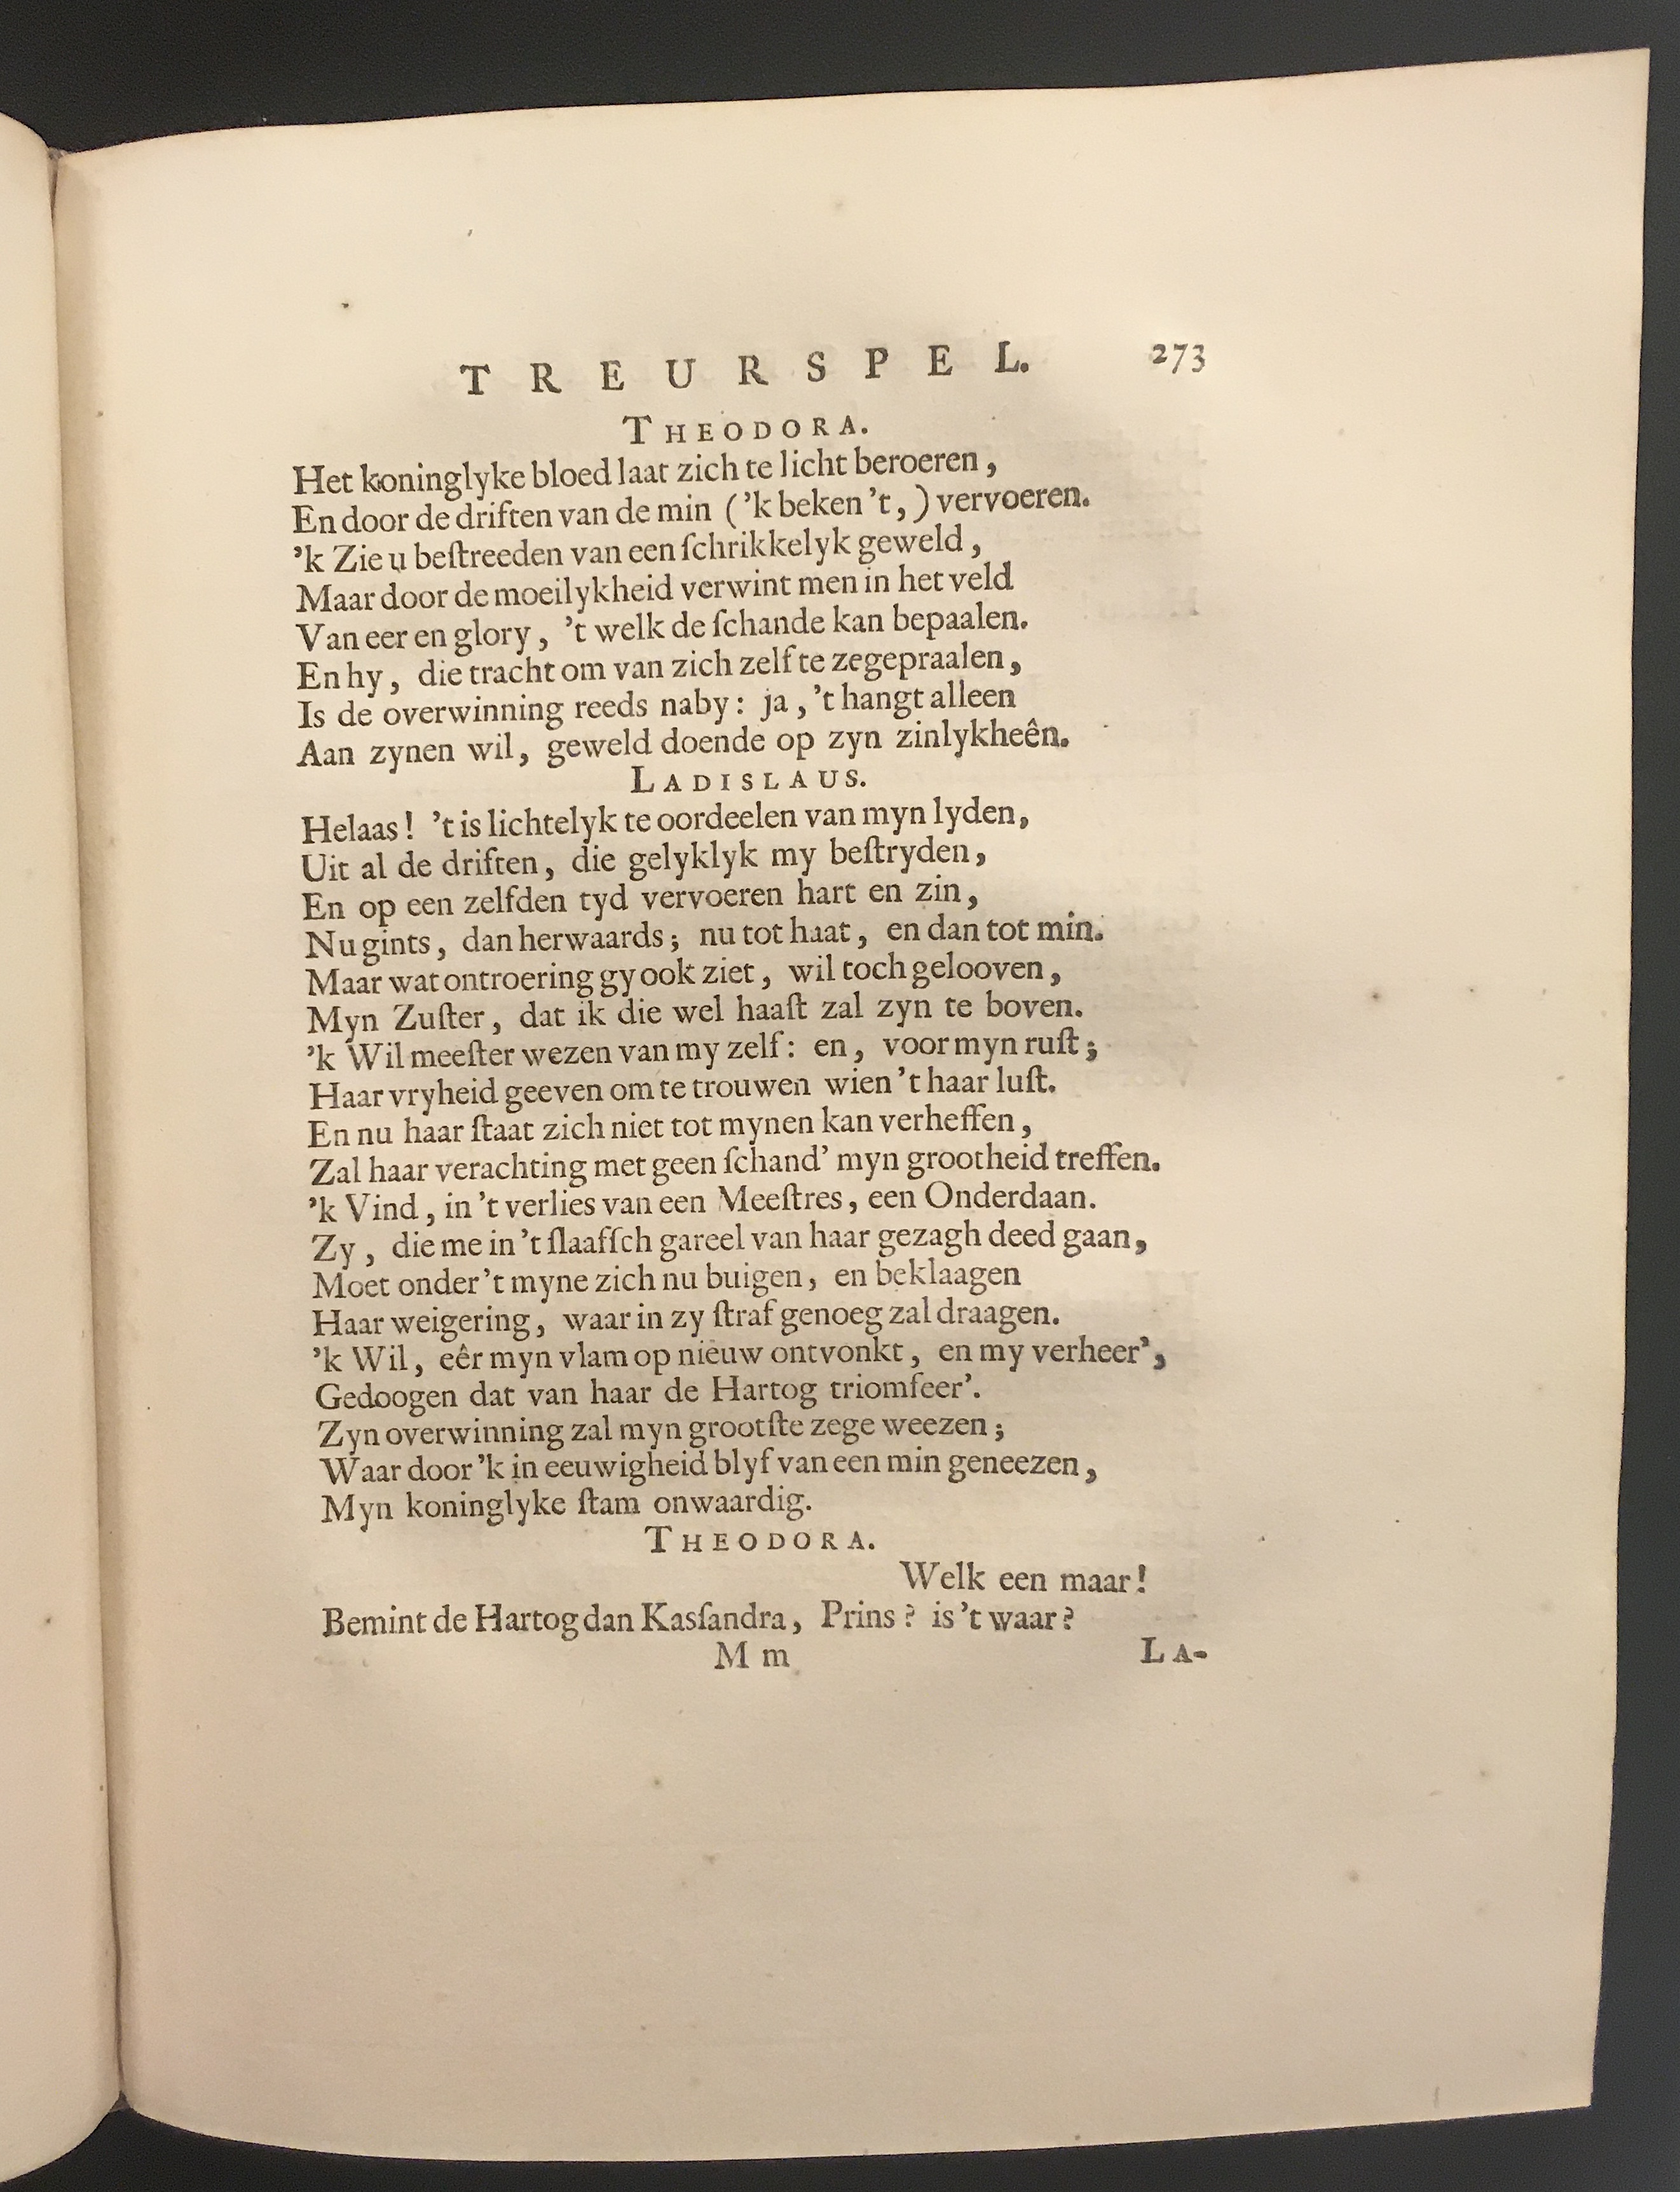 TREURSPEL. 273
THEODORA.
Het koninglyke bloed laat zich te licht beroeren,
En door de driften van de min ('k beken 't,) vervoeren.
'k Zie u beſtreeden van een ſchrikkelyk geweld,
Maar door de moeilykheid verwint men in het veld
Van eer en glory, 't welk de ſchande kan bepaalen.
En hy, die tracht om van zich zelf te zegepraalen,
Is de overwinning reeds naby: ja, 't hangt alleen
Aan zynen wil, geweld doende op zyn zinlykheên.
LADISLAUS.
Helaas! 't is lichtelyk te oordeelen van myn lyden,
Uit al de driften, die gelyklyk my beſtryden,
En op een zelfden tyd vervoeren hart en zin,
Nu gints, dan herwaards; nu tot haat, en dan tot min.
Maar wat ontroering gy ook ziet, wil toch gelooven,
Myn Zuſter, dat ik die wel haaſt zal zyn te boven.
'k Wil meeſter wezen van my zelf: en, voor myn ruſt;
Haar vryheid geeven om te trouwen wien 't haar luſt.
En nu haar ſtaat zich niet tot mynen kan verheffen,
Zal haar verachting met geen ſchand' myn grootheid treffen.
'k Vind, in 't verlies van een Meeſtres, een Onderdaan.
Zy, die me in 't ſlaafſch gareel van haar gezagh deed gaan,
Moet onder 't myne zich nu buigen, en beklaagen
Haar weigering, waar in zy ſtraf genoeg zal draagen.
'k Wil, eêr myn vlam op nieuw ontvonkt, en my verheer',
Gedoogen dat van haar de Hartog triomfeer'.
Zyn overwinning zal myn grootſte zege weezen;
Waar door 'k in eeuwigheid blyf van een min geneezen,
Myn koninglyke ſtam onwaardig.
THEODORA.
Welk een maar!
Bemint de Hartog dan Kasſandra, Prins? is 't waar?
M m LA-